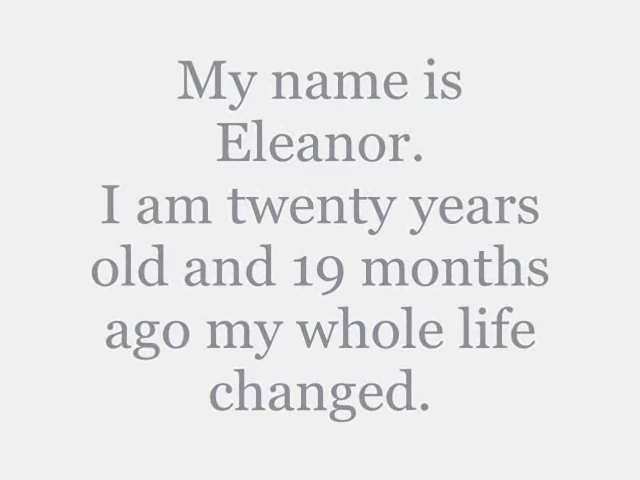 My name is
Eleanor.
I am twenty years
old and 19 months
ago my whole life
changed.